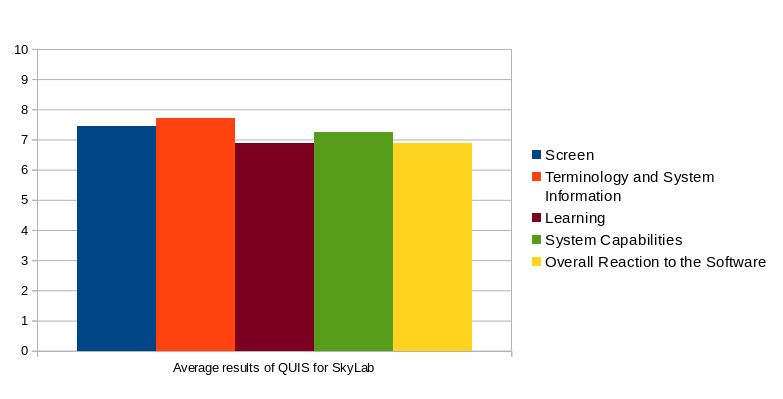 10
9
8
7
6
5
4
3
2
1
0
Average results of QUIS for SkyLab
Screen
Terminology and System
Information
Learning
System Capabilities
Overall Reaction to the Software